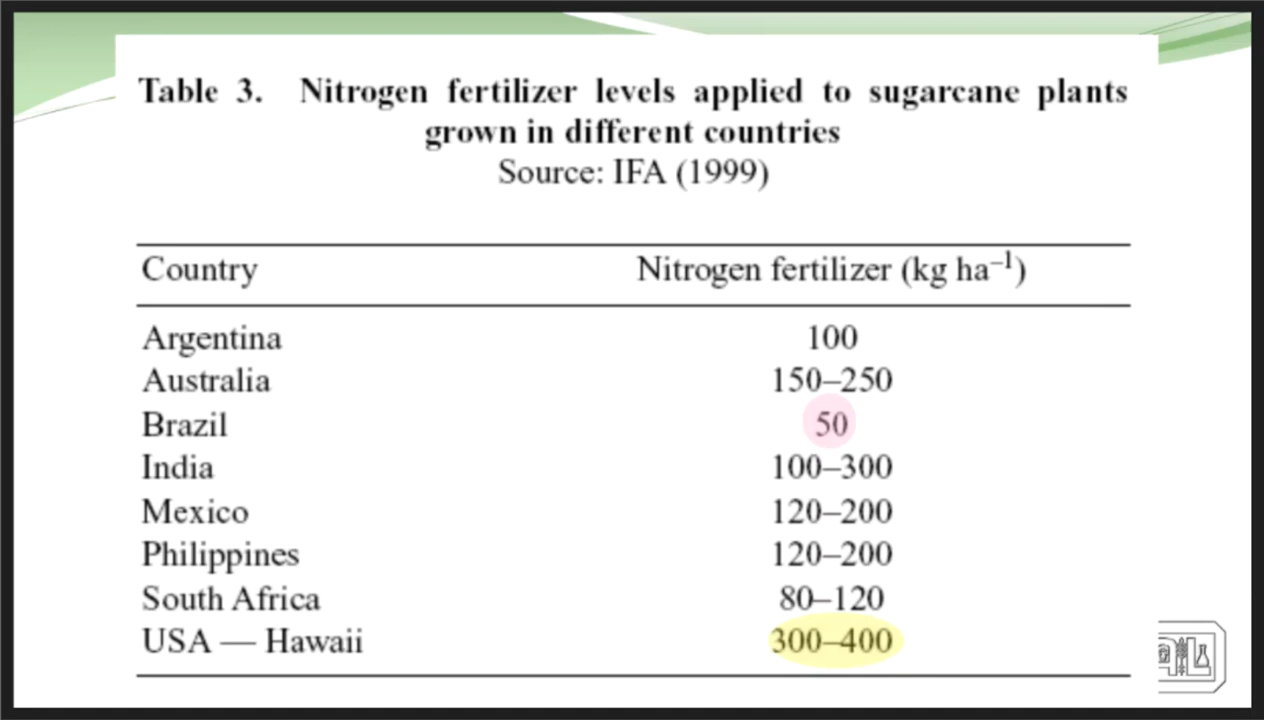 Table 3. Nitrogen fertilizer levels applied to sugarcane plants
grown in different countries
Source: IFA (1999)
Country Nitrogen fertilizer (kg ha⁻¹)
Argentina 100
Australia 150–250
Brazil 50
India 100–300
Mexico 120–200
Philippines 120–200
South Africa 80–120
USA — Hawaii 300–400